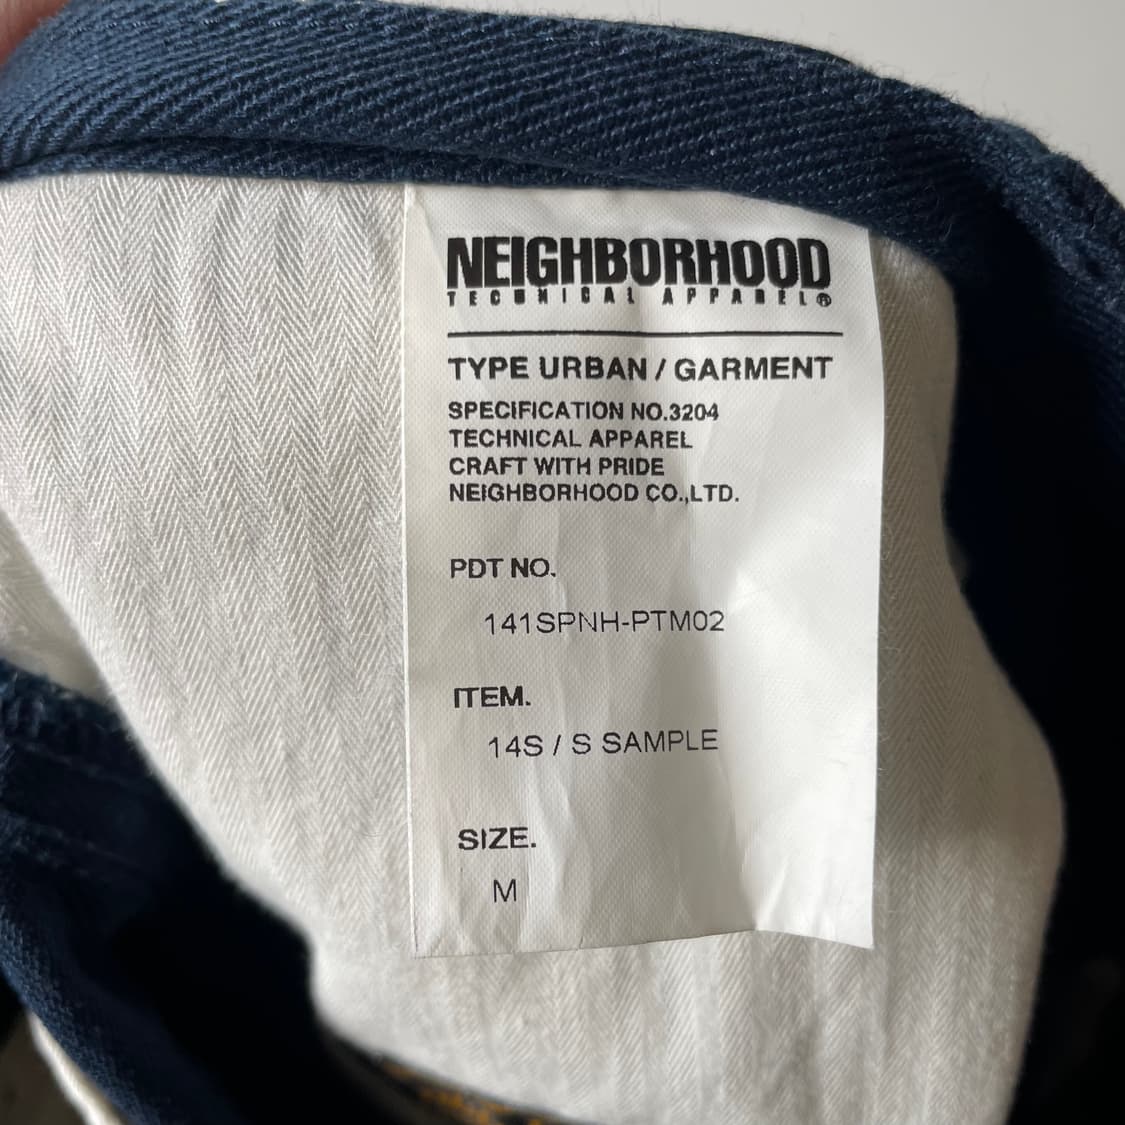 NEIGHBORHOOD
TECHNICAL APPAREL®
TYPE URBAN / GARMENT
SPECIFICATION NO.3204
TECHNICAL APPAREL
CRAFT WITH PRIDE
NEIGHBORHOOD CO.,LTD.
PDT NO.
141SPNH-PTM02
ITEM.
14S / S SAMPLE
SIZE.
M